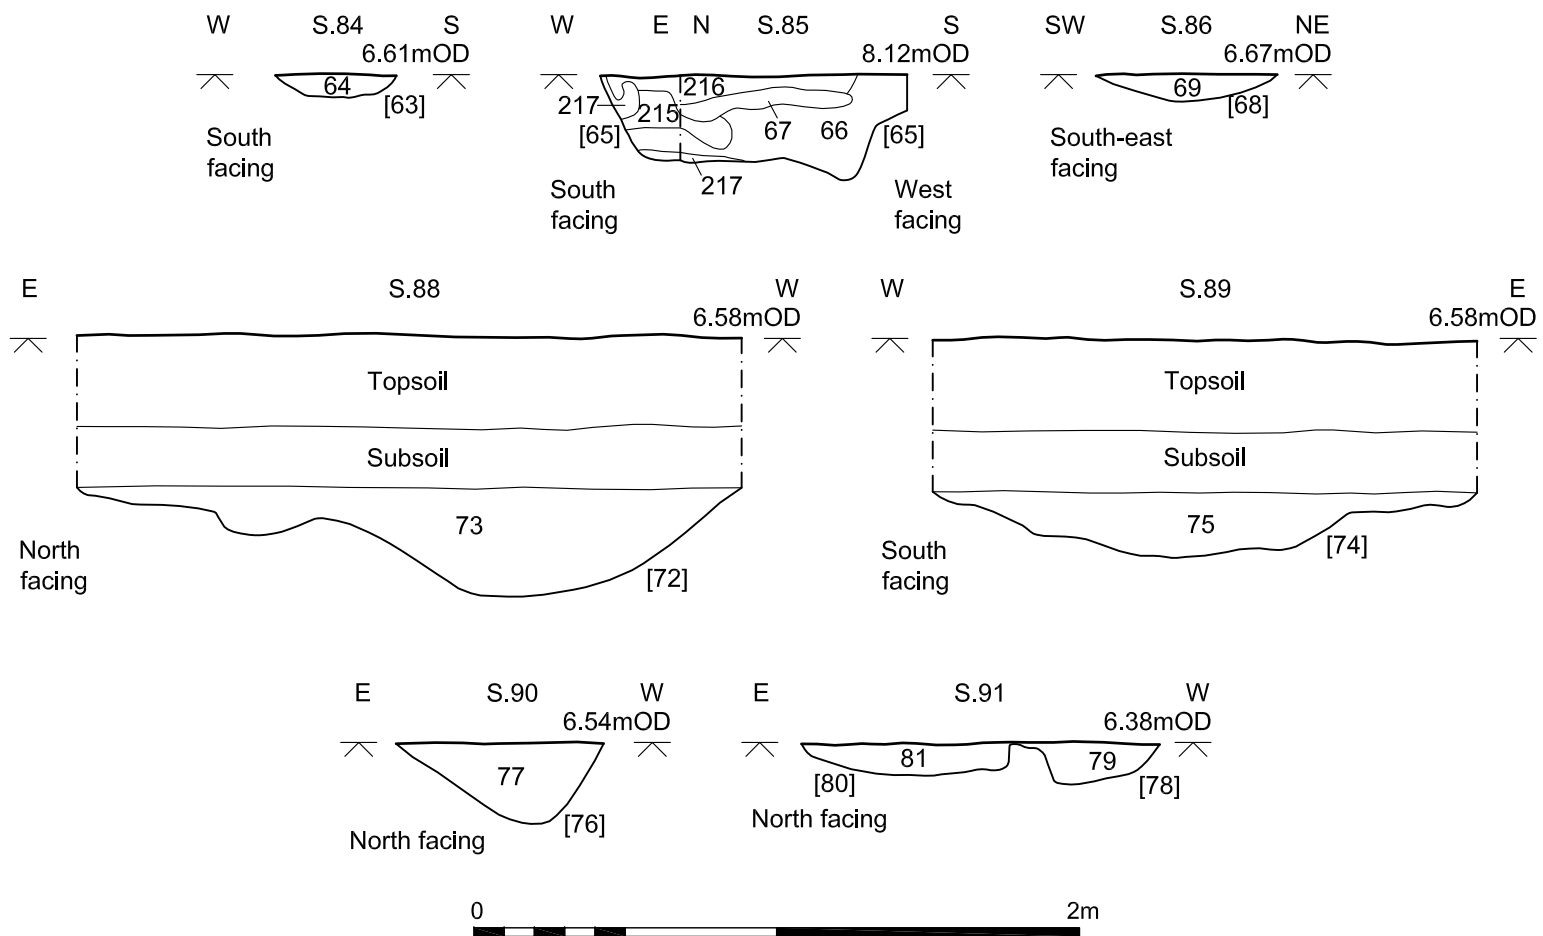 W S.84 S
6.61mOD
64
[63]
South
facing
W E N S.85 S
8.12mOD
216
217 215
67 66
[65] [65]
217
South
facing
West
facing
SW S.86 NE
6.67mOD
69
[68]
South-east
facing
E S.88 W
6.58mOD
Topsoil
Subsoil
73
North
facing
[72]
W S.89 E
6.58mOD
Topsoil
Subsoil
75
South
facing
[74]
E S.90 W
6.54mOD
77
[76]
North facing
E S.91 W
6.38mOD
81 79
[80] [78]
North facing
0 2m